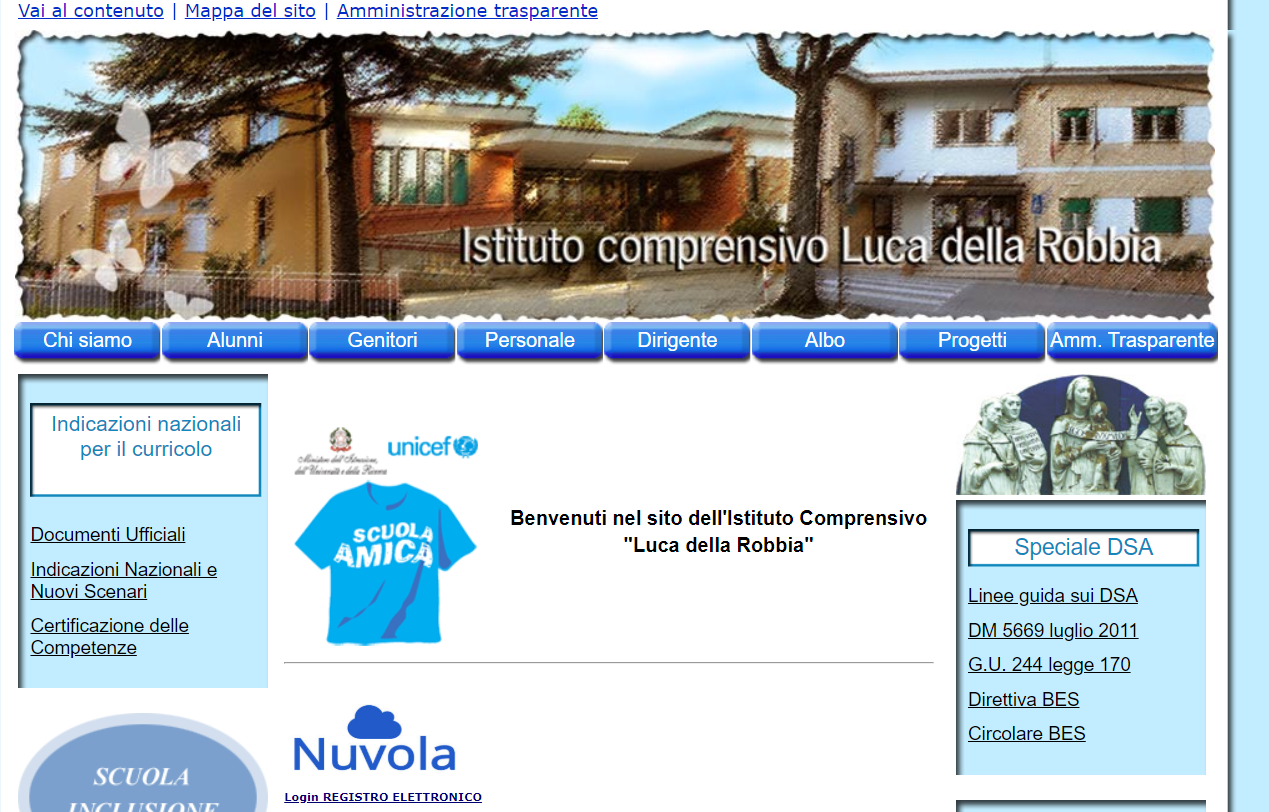 Vai al contenuto | Mappa del sito | Amministrazione trasparente
Istituto comprensivo Luca della Robbia
Chi siamo
Alunni
Genitori
Personale
Dirigente
Albo
Progetti
Amm. Trasparente
Indicazioni nazionali
per il curricolo
Documenti Ufficiali
Indicazioni Nazionali e
Nuovi Scenari
Certificazione delle
Competenze
SCUOLA
INCLUSIONE
Ministero dell'Istruzione,
dell'Università e della Ricerca
unicef
SCUOLA
AMICA
Benvenuti nel sito dell'Istituto Comprensivo
"Luca della Robbia"
Nuvola
Login REGISTRO ELETTRONICO
Speciale DSA
Linee guida sui DSA
DM 5669 luglio 2011
G.U. 244 legge 170
Direttiva BES
Circolare BES